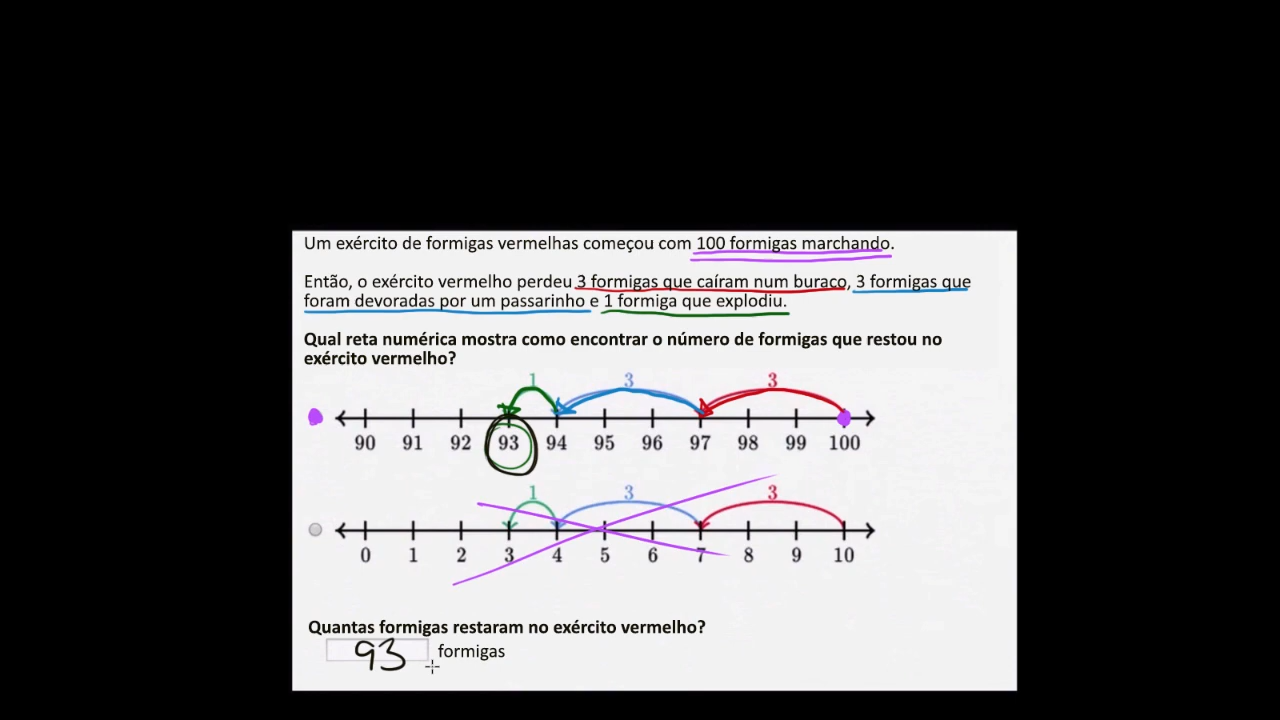 Um exército de formigas vermelhas começou com 100 formigas marchando.
Então, o exército vermelho perdeu 3 formigas que caíram num buraco, 3 formigas que
foram devoradas por um passarinho e 1 formiga que explodiu.
Qual reta numérica mostra como encontrar o número de formigas que restou no
exército vermelho?
1 3 3
90 91 92 93 94 95 96 97 98 99 100
1 3 3
0 1 2 3 4 5 6 7 8 9 10
Quantas formigas restaram no exército vermelho?
93 formigas